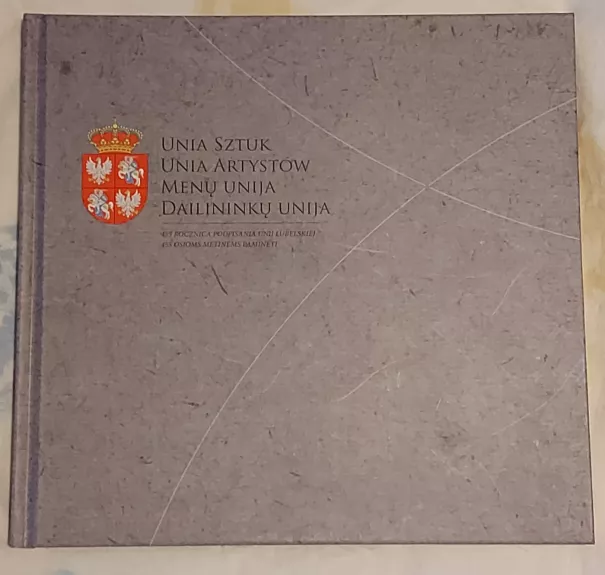 UNIA SZTUK
UNIA ARTYSTÓW
MENŲ UNIJA
DAILININKŲ UNIJA
ROCZNICA PODPISANIA UNII LUBELSKIEJ /
METINĖMS PAMINĖTI